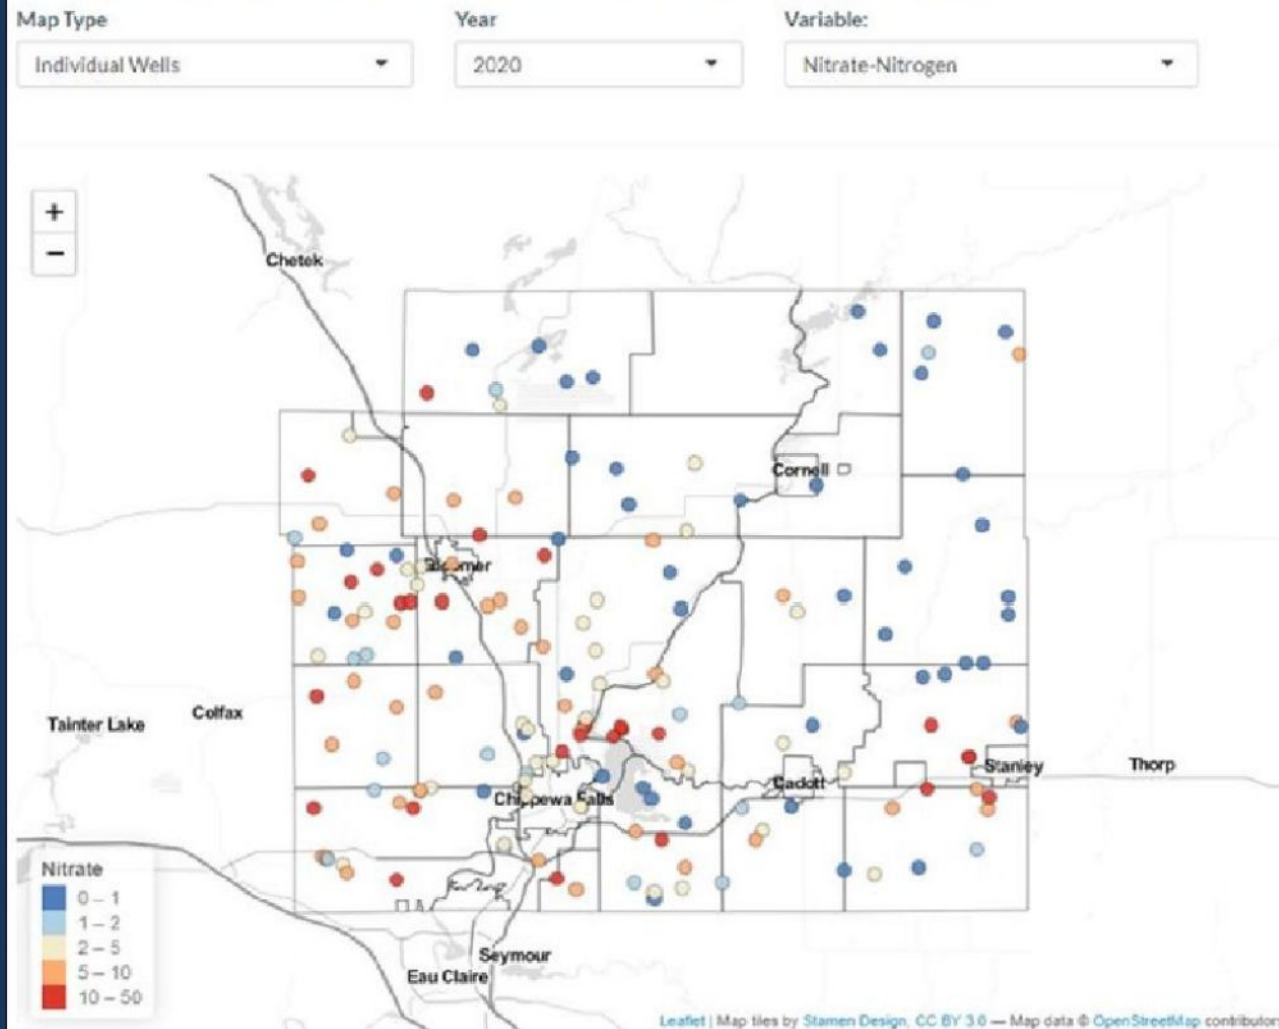 Map Type
Year
Variable:
Individual Wells
2020
Nitrate-Nitrogen
+
−
Chetek
Cornell
Tainter Lake
Colfax
Stanley
Thorp
Cadott
Chippewa Falls
Nitrate
0 – 1
1 – 2
2 – 5
5 – 10
10 – 50
Seymour
Eau Claire
Leaflet | Map tiles by Stamen Design, CC BY 3.0 — Map data © OpenStreetMap contributor